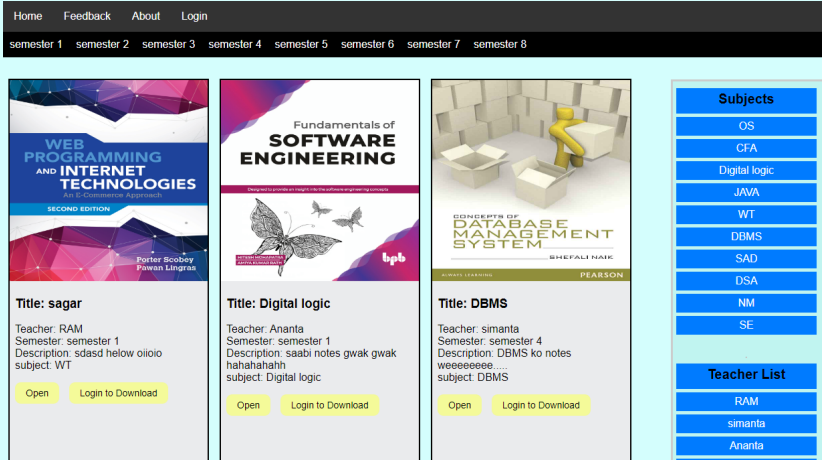 Home Feedback About Login
semester 1 semester 2 semester 3 semester 4 semester 5 semester 6 semester 7 semester 8
WEB
PROGRAMMING
AND INTERNET
TECHNOLOGIES
An E-Commerce Approach
SECOND EDITION
Porter Scobey
Pawan Lingras
Title: sagar
Teacher: RAM
Semester: semester 1
Description: sdasd helow oiioio
subject: WT
Open Login to Download
Fundamentals of
SOFTWARE
ENGINEERING
Designed to provide an insight into the software engineering concepts
HITESH MOHAPATRA
AMIYA KUMAR RATH
bpb
Title: Digital logic
Teacher: Ananta
Semester: semester 1
Description: saabi notes gwak gwak
hahahahahh
subject: Digital logic
Open Login to Download
CONCEPTS OF
DATABASE
MANAGEMENT
SYSTEM
SHEFALI NAIK
ALWAYS LEARNING PEARSON
Title: DBMS
Teacher: simanta
Semester: semester 4
Description: DBMS ko notes
weeeeeeee.....
subject: DBMS
Open Login to Download
Subjects
OS
CFA
Digital logic
JAVA
WT
DBMS
SAD
DSA
NM
SE
Teacher List
RAM
simanta
Ananta